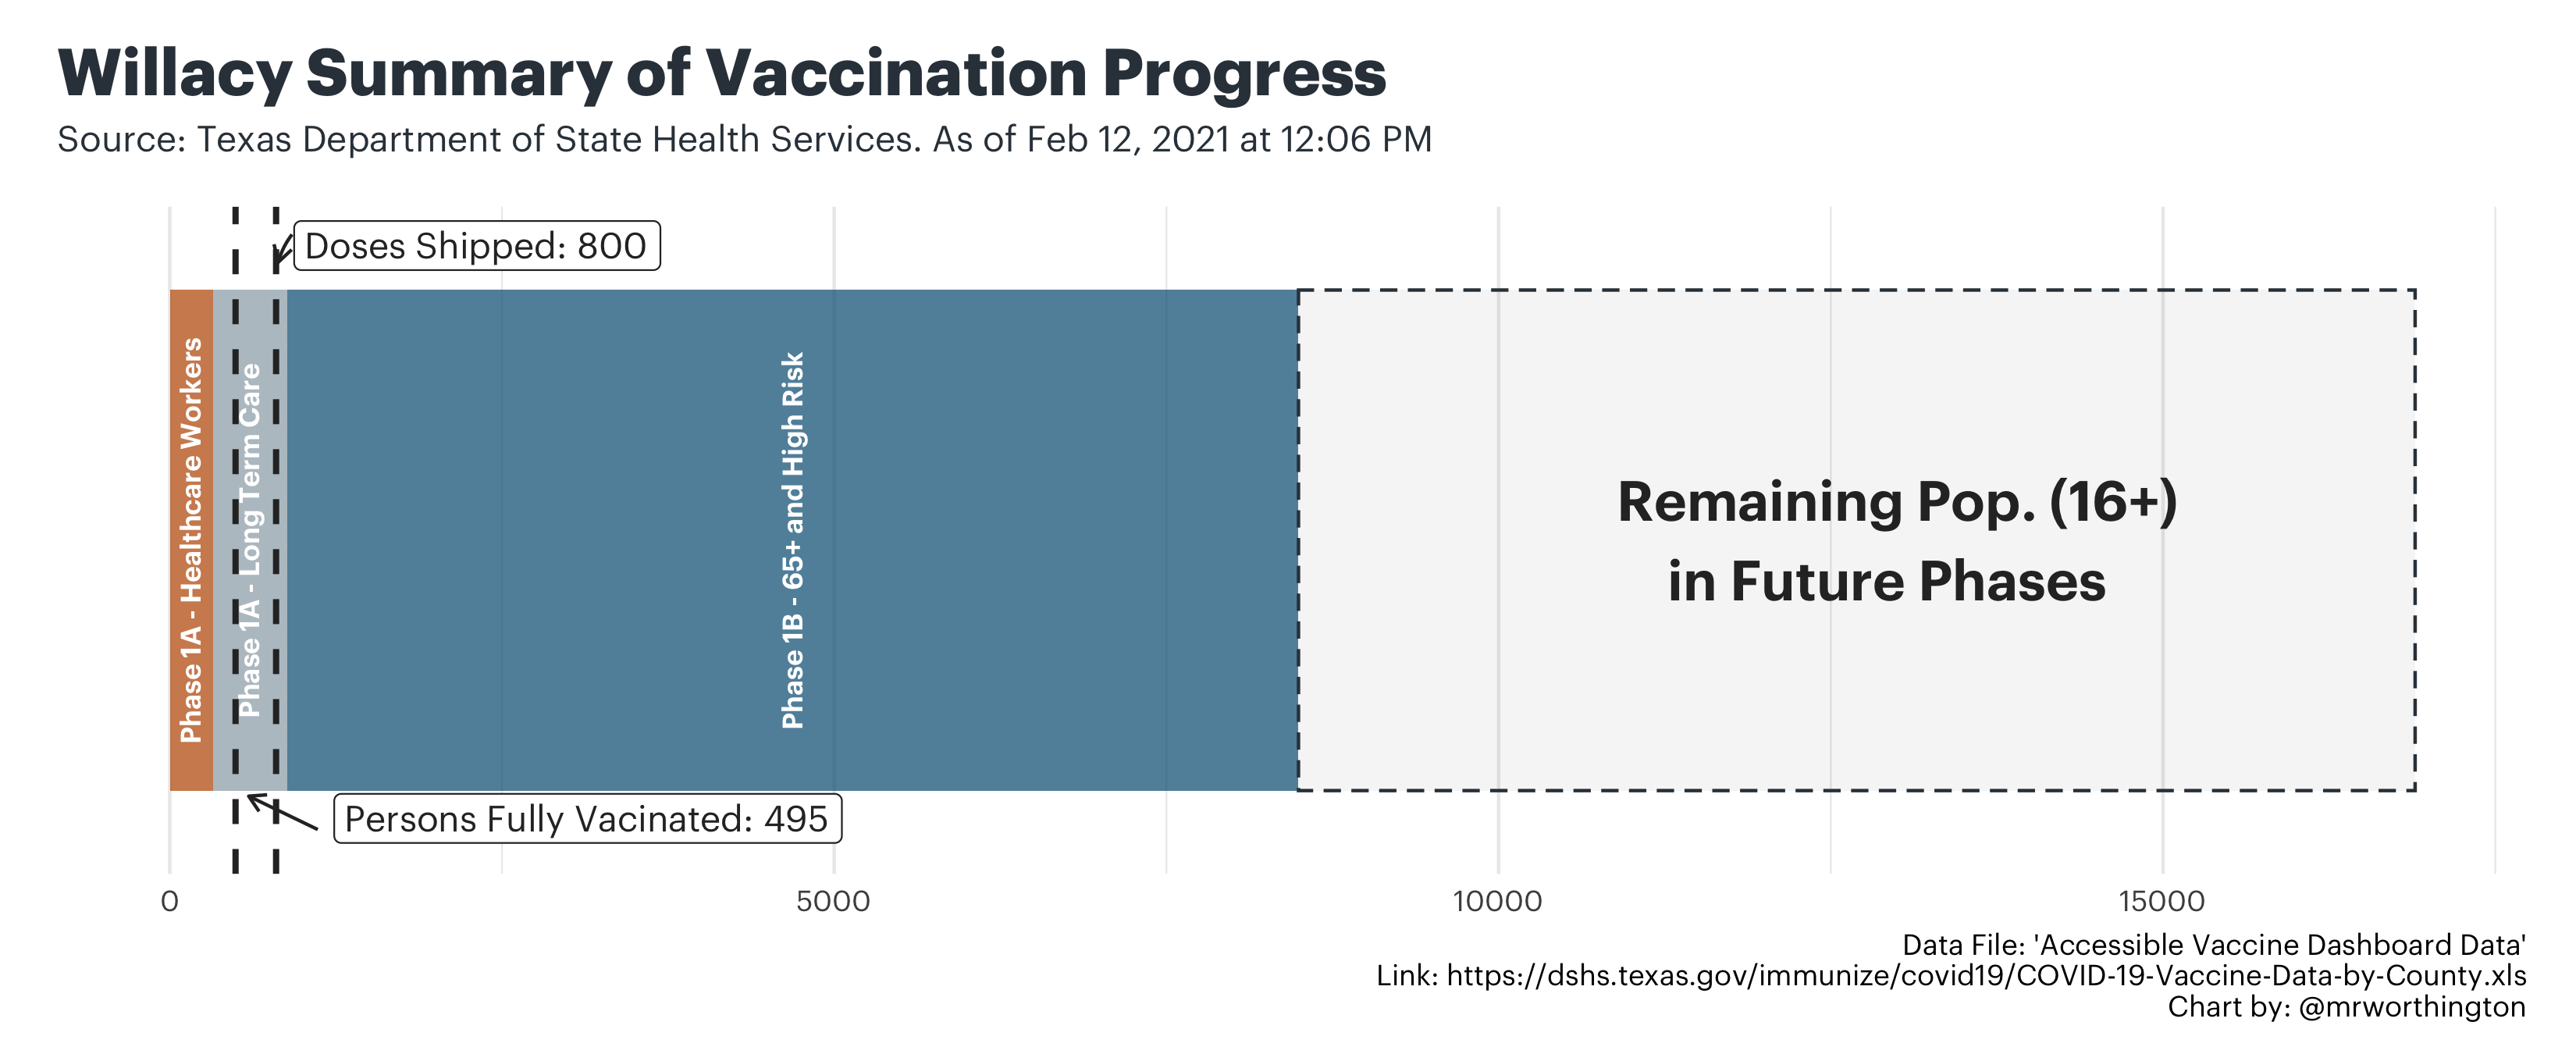 Willacy Summary of Vaccination Progress
Source: Texas Department of State Health Services. As of Feb 12, 2021 at 12:06 PM
Doses Shipped: 800
Phase 1A - Healthcare Workers
Phase 1A - Long Term Care
Phase 1B - 65+ and High Risk
Remaining Pop. (16+)
in Future Phases
Persons Fully Vacinated: 495
0
5000
10000
15000
Data File: 'Accessible Vaccine Dashboard Data'
Link: https://dshs.texas.gov/immunize/covid19/COVID-19-Vaccine-Data-by-County.xls
Chart by: @mrworthington